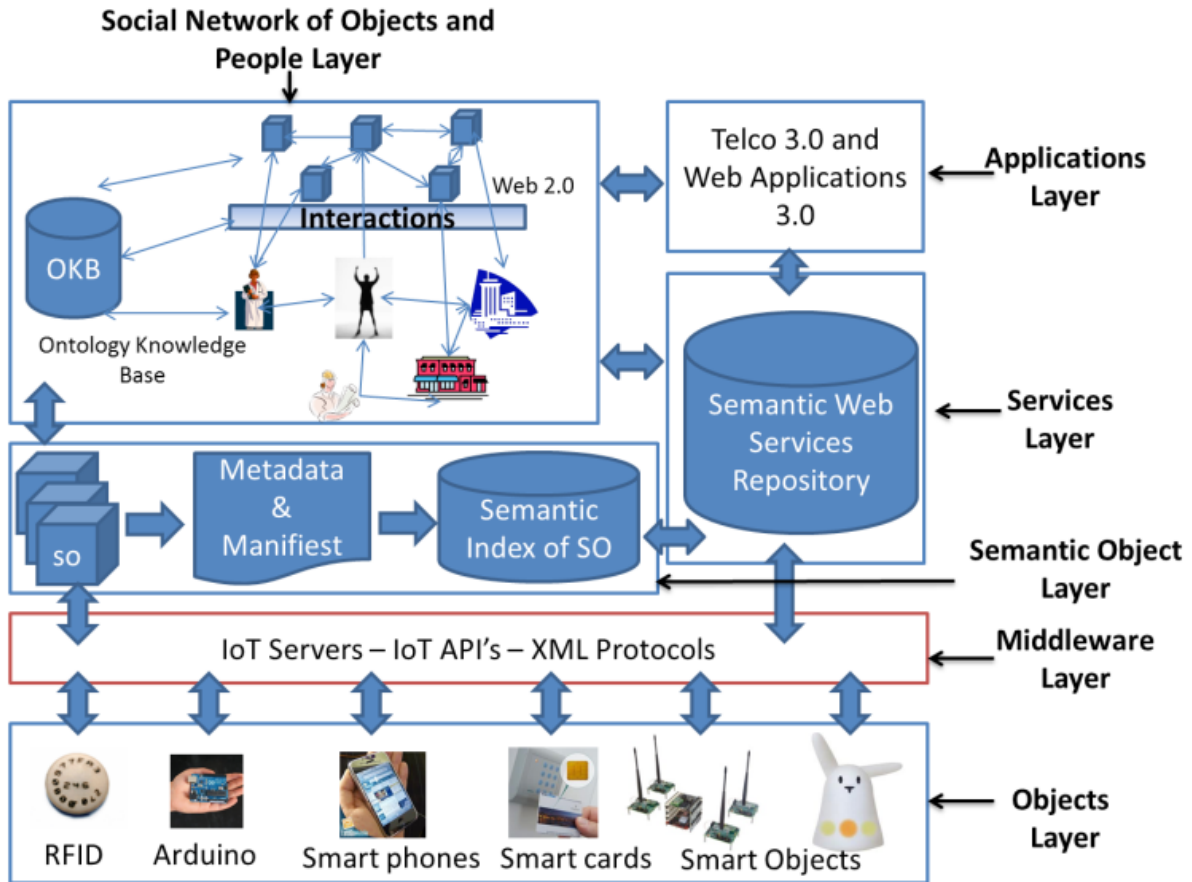 Social Network of Objects and
People Layer
Telco 3.0 and
Web Applications
3.0
Applications
Layer
Web 2.0
Interactions
OKB
Ontology Knowledge
Base
Semantic Web
Services
Repository
Services
Layer
so
Metadata
&
Manifiest
Semantic
Index of SO
Semantic Object
Layer
IoT Servers – IoT API's – XML Protocols
Middleware
Layer
RFID
Arduino
Smart phones
Smart cards
Smart Objects
Objects
Layer